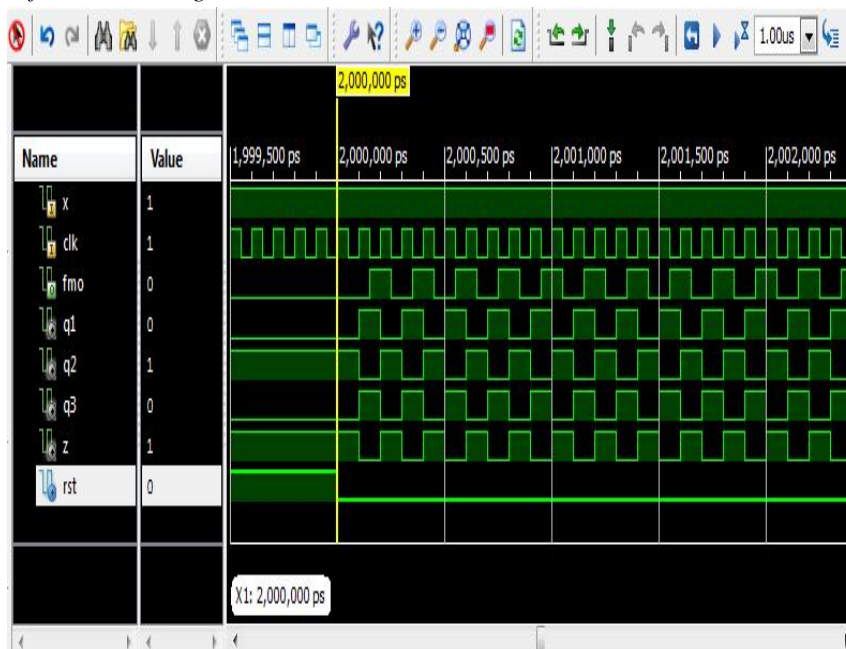 1.00us
2,000,000 ps
Name Value 1,999,500 ps 2,000,000 ps 2,000,500 ps 2,001,000 ps 2,001,500 ps 2,002,000 ps
x 1
clk 1
fmo 0
q1 0
q2 1
q3 0
z 1
rst 0
X1: 2,000,000 ps